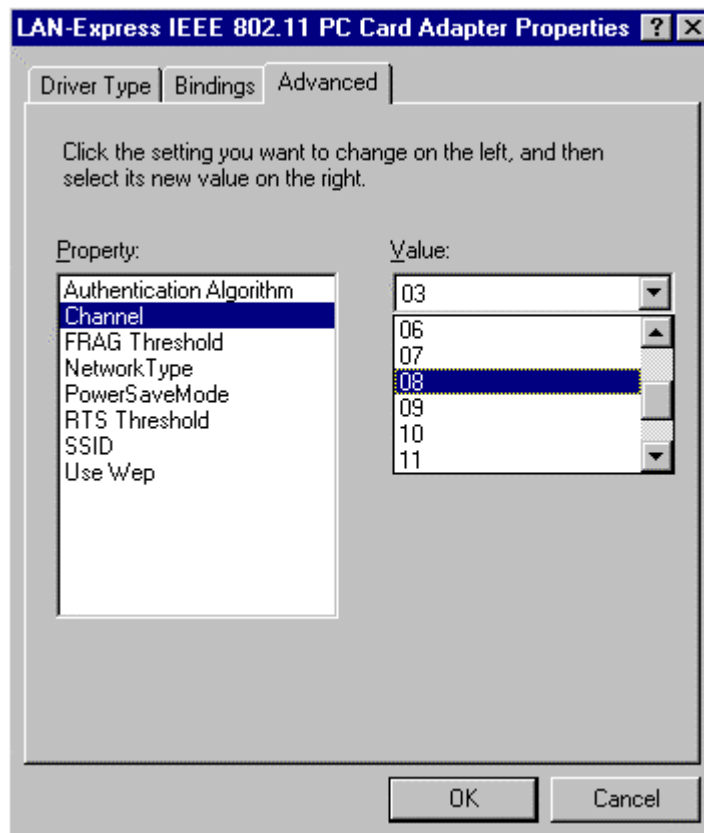 LAN-Express IEEE 802.11 PC Card Adapter Properties ? X
Driver Type Bindings Advanced
Click the setting you want to change on the left, and then
select its new value on the right.
Property:
Authentication Algorithm
Channel
FRAG Threshold
NetworkType
PowerSaveMode
RTS Threshold
SSID
Use Wep
Value:
03
06
07
08
09
10
11
OK Cancel